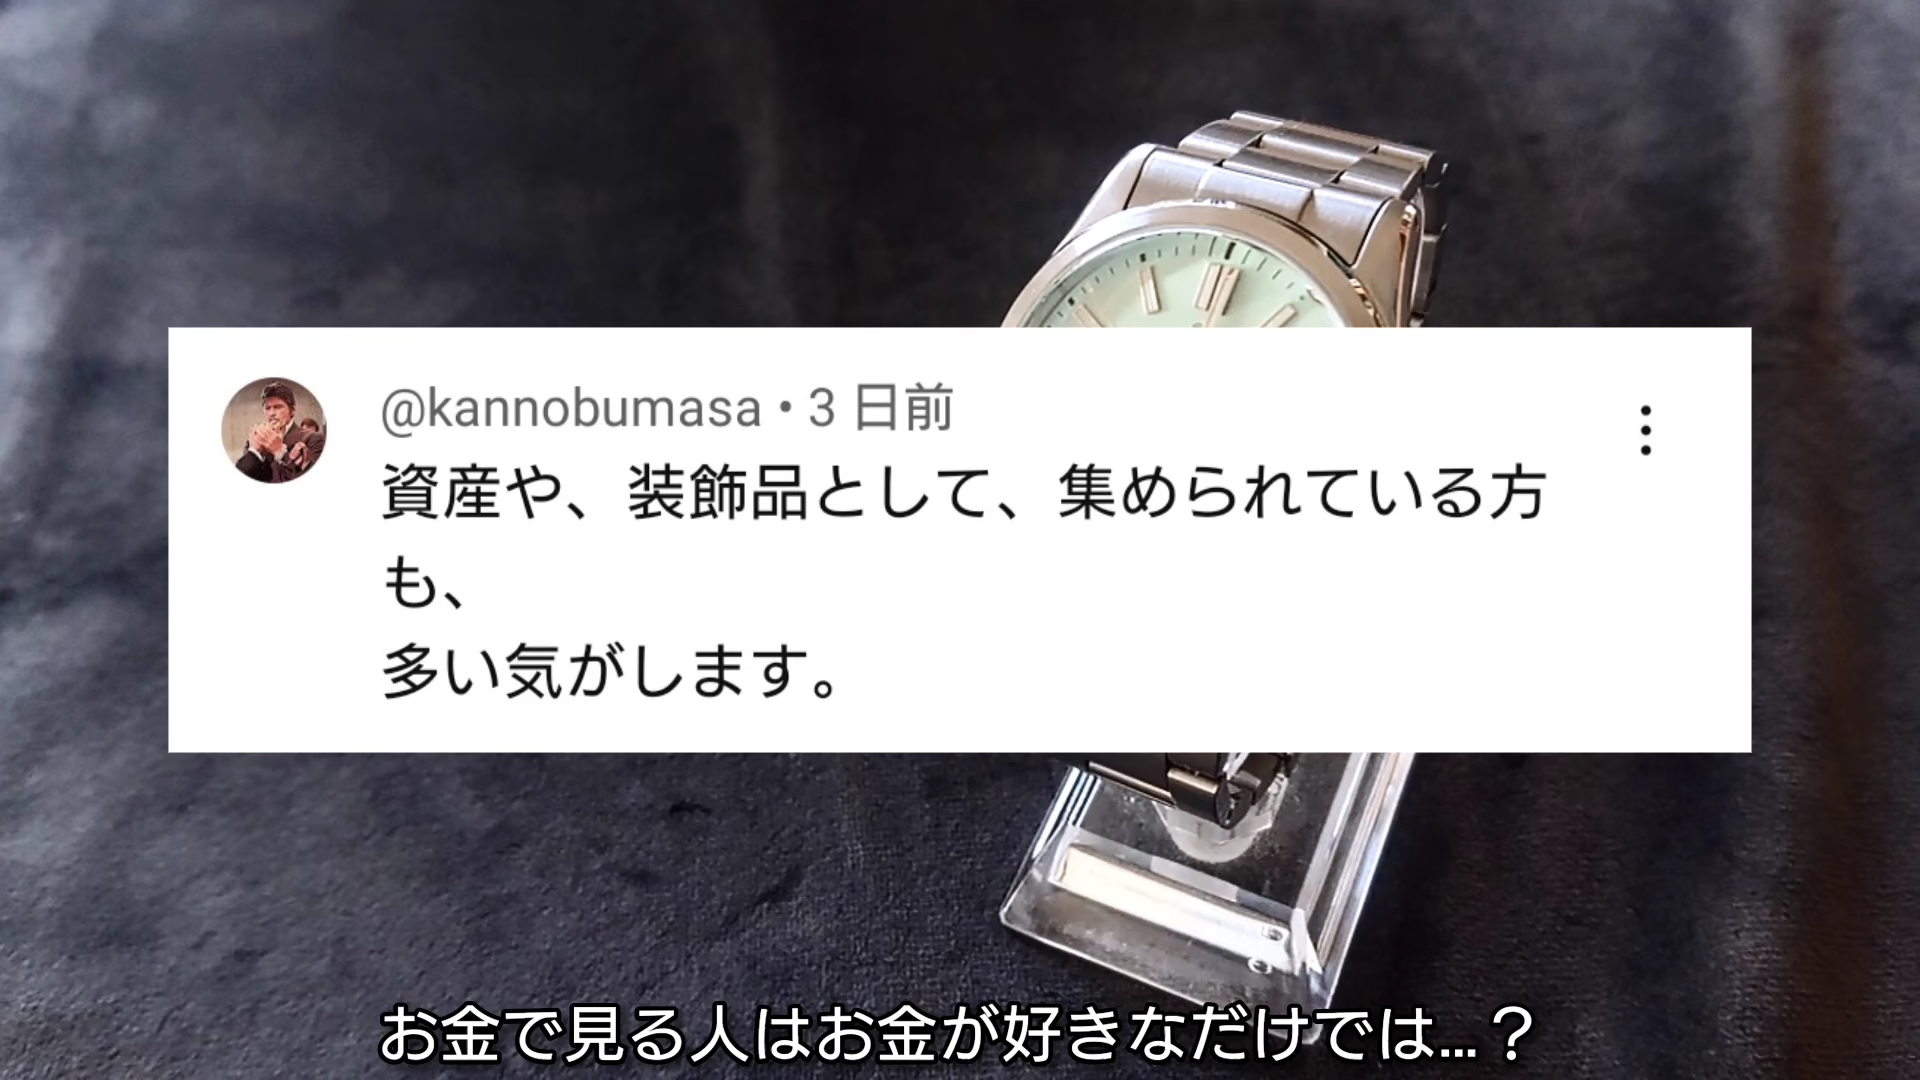 @kannobumasa • 3 日前
資産や、装飾品として、集められている方
も、
多い気がします。
お金で見る人はお金が好きなだけでは...？